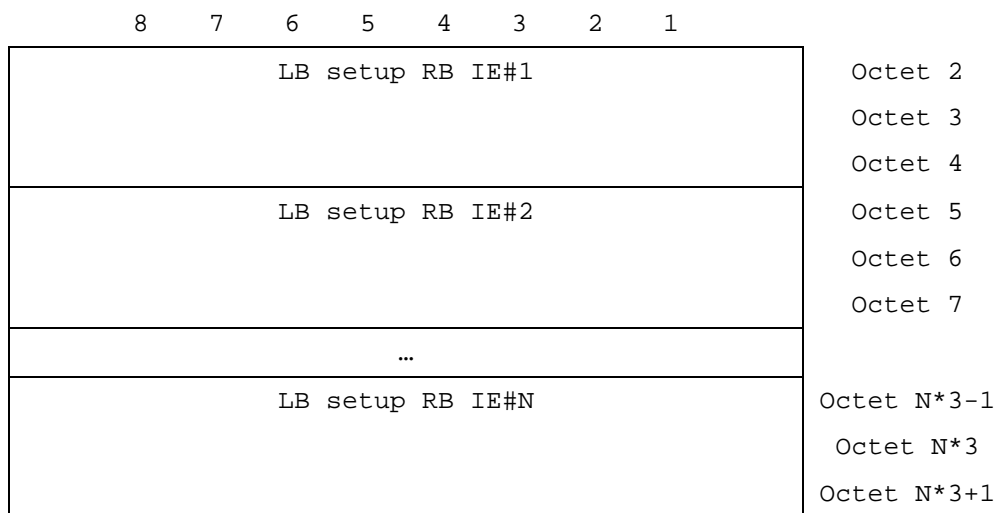 8 7 6 5 4 3 2 1
LB setup RB IE#1 Octet 2
Octet 3
Octet 4
LB setup RB IE#2 Octet 5
Octet 6
Octet 7
…
LB setup RB IE#N Octet N*3-1
Octet N*3
Octet N*3+1